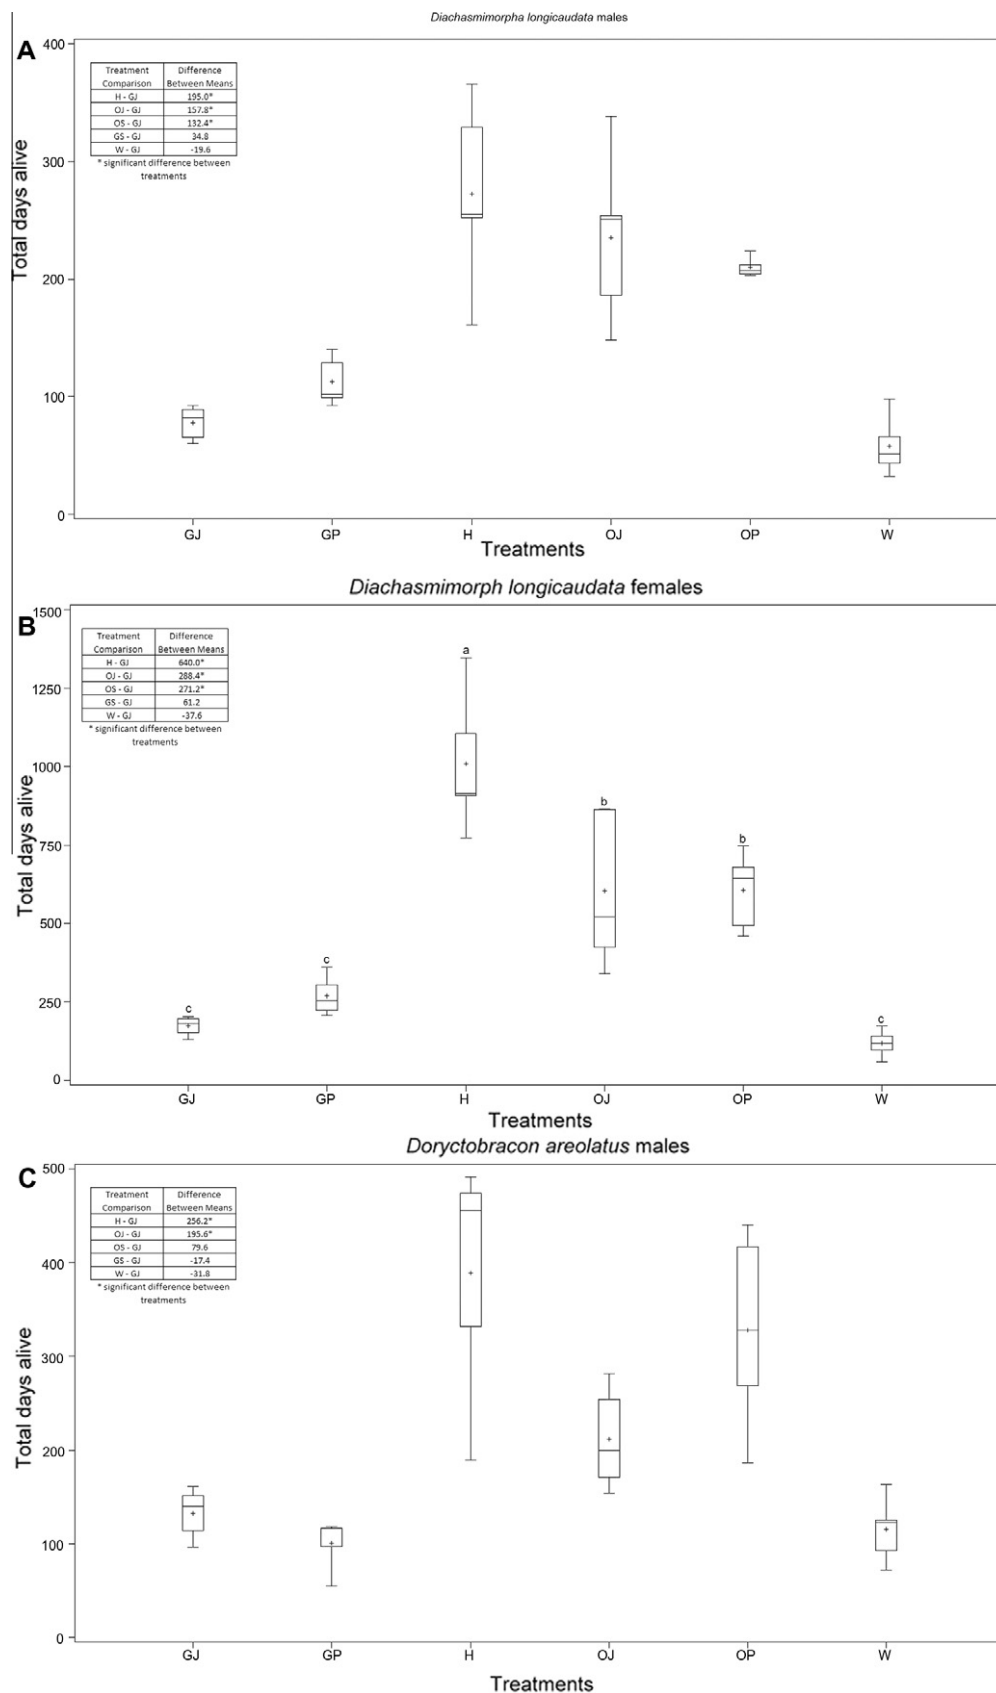 Diachasmimorpha longicaudata males
A
400
300
200
100
0
Total days alive
Treatment Comparison Difference Between Means
H - GJ 195.0*
OJ - GJ 157.8*
OS - GJ 132.4*
GS - GJ 34.8
W - GJ -19.6
* significant difference between
treatments
GJ GP H OJ OP W
Treatments
Diachasmimorph longicaudata females
B
1500
1250
1000
750
500
250
0
Total days alive
Treatment Comparison Difference Between Means
H - GJ 640.0*
OJ - GJ 288.4*
OS - GJ 271.2*
GS - GJ 61.2
W - GJ -37.6
* significant difference between
treatments
c c a b b c
GJ GP H OJ OP W
Treatments
Doryctobracon areolatus males
C
500
400
300
200
100
0
Total days alive
Treatment Comparison Difference Between Means
H - GJ 256.2*
OJ - GJ 195.6*
OS - GJ 79.6
GS - GJ -17.4
W - GJ -31.8
* significant difference between
treatments
GJ GP H OJ OP W
Treatments